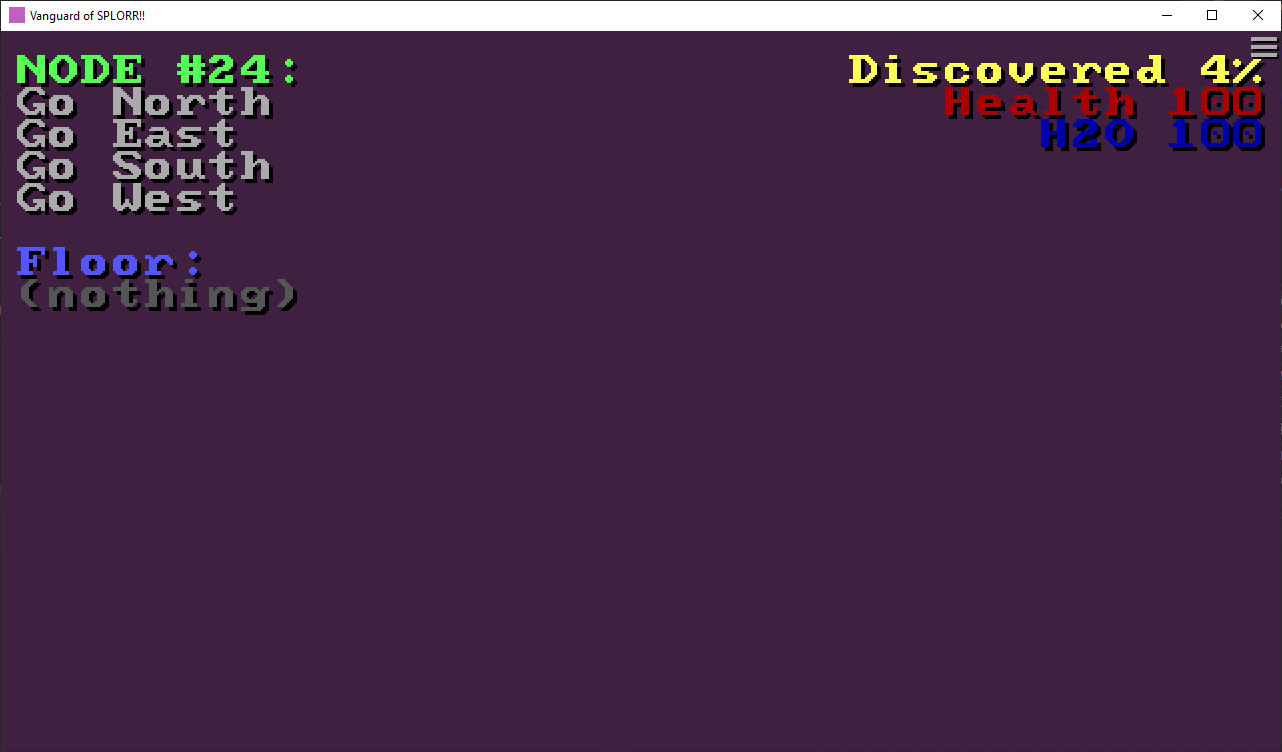 Vanguard of SPLORR!!
NODE #24:
Discovered 4%
Go North
Health 100
Go East
H2O 100
Go South
Go West
Floor:
(nothing)